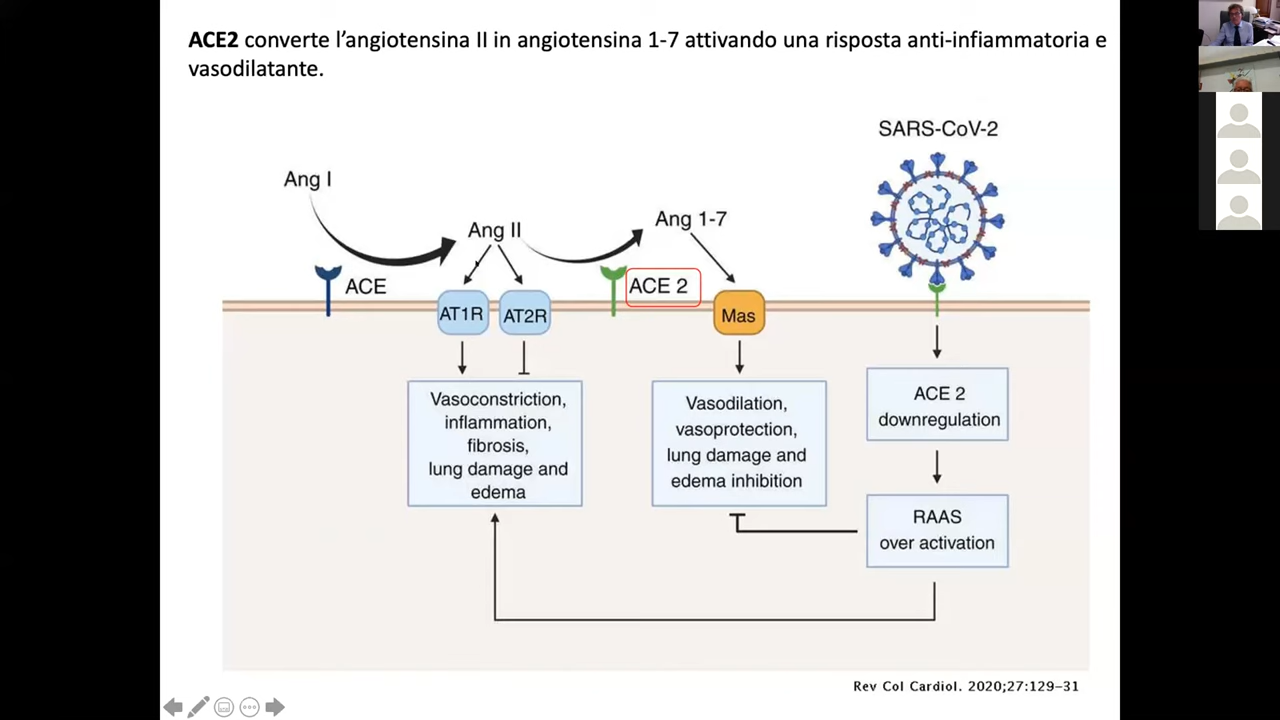 ACE2 converte l’angiotensina II in angiotensina 1-7 attivando una risposta anti-infiammatoria e
vasodilatante.
SARS-CoV-2
Ang I
Ang II
Ang 1-7
ACE
ACE 2
AT1R
AT2R
Mas
Vasoconstriction,
inflammation,
fibrosis,
lung damage and
edema
Vasodilation,
vasoprotection,
lung damage and
edema inhibition
ACE 2
downregulation
RAAS
over activation
Rev Col Cardiol. 2020;27:129–31